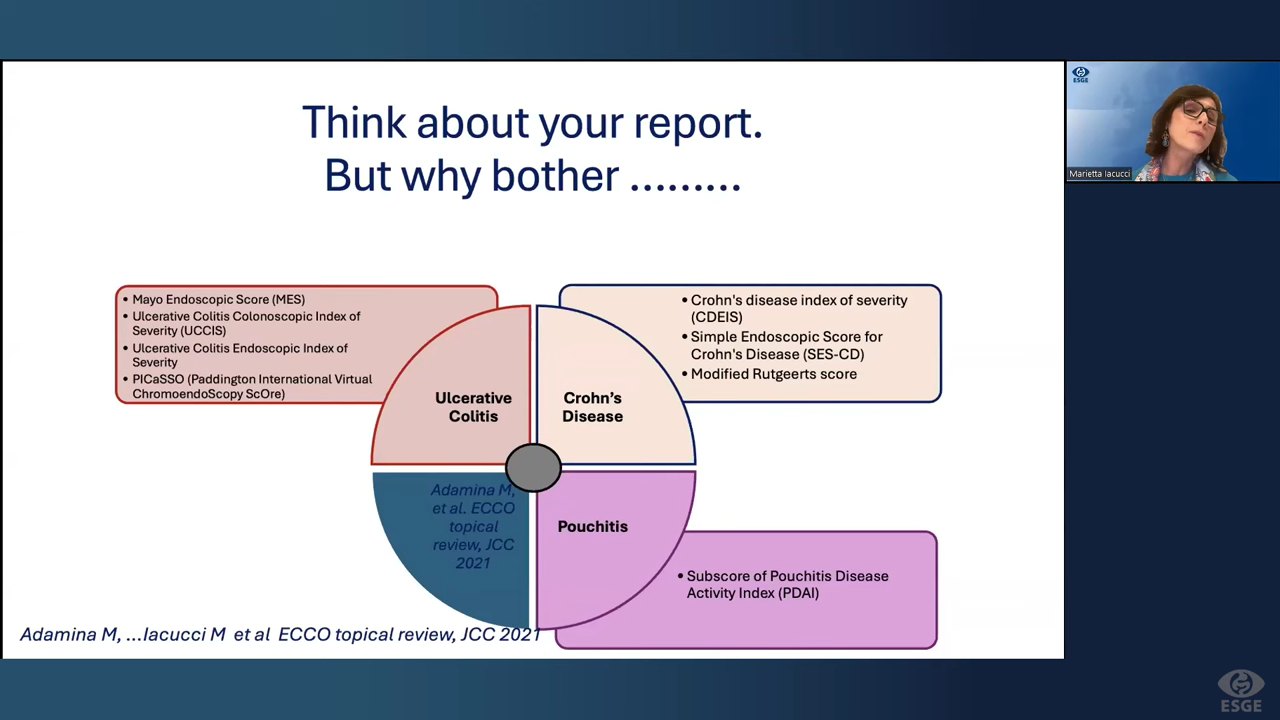 Think about your report.
But why bother .........
• Mayo Endoscopic Score (MES)
• Ulcerative Colitis Colonoscopic Index of
Severity (UCCIS)
• Ulcerative Colitis Endoscopic Index of
Severity
• PICaSSO (Paddington International Virtual
ChromoendoScopy ScOre)
• Crohn's disease index of severity
(CDEIS)
• Simple Endoscopic Score for
Crohn's Disease (SES-CD)
• Modified Rutgeerts score
Ulcerative
Colitis
Crohn's
Disease
Adamina M,
et al. ECCO
topical
review, JCC
2021
Pouchitis
• Subscore of Pouchitis Disease
Activity Index (PDAI)
Adamina M, ...Iacucci M et al ECCO topical review, JCC 2021
ESGE
Marietta Iacucci
ESGE